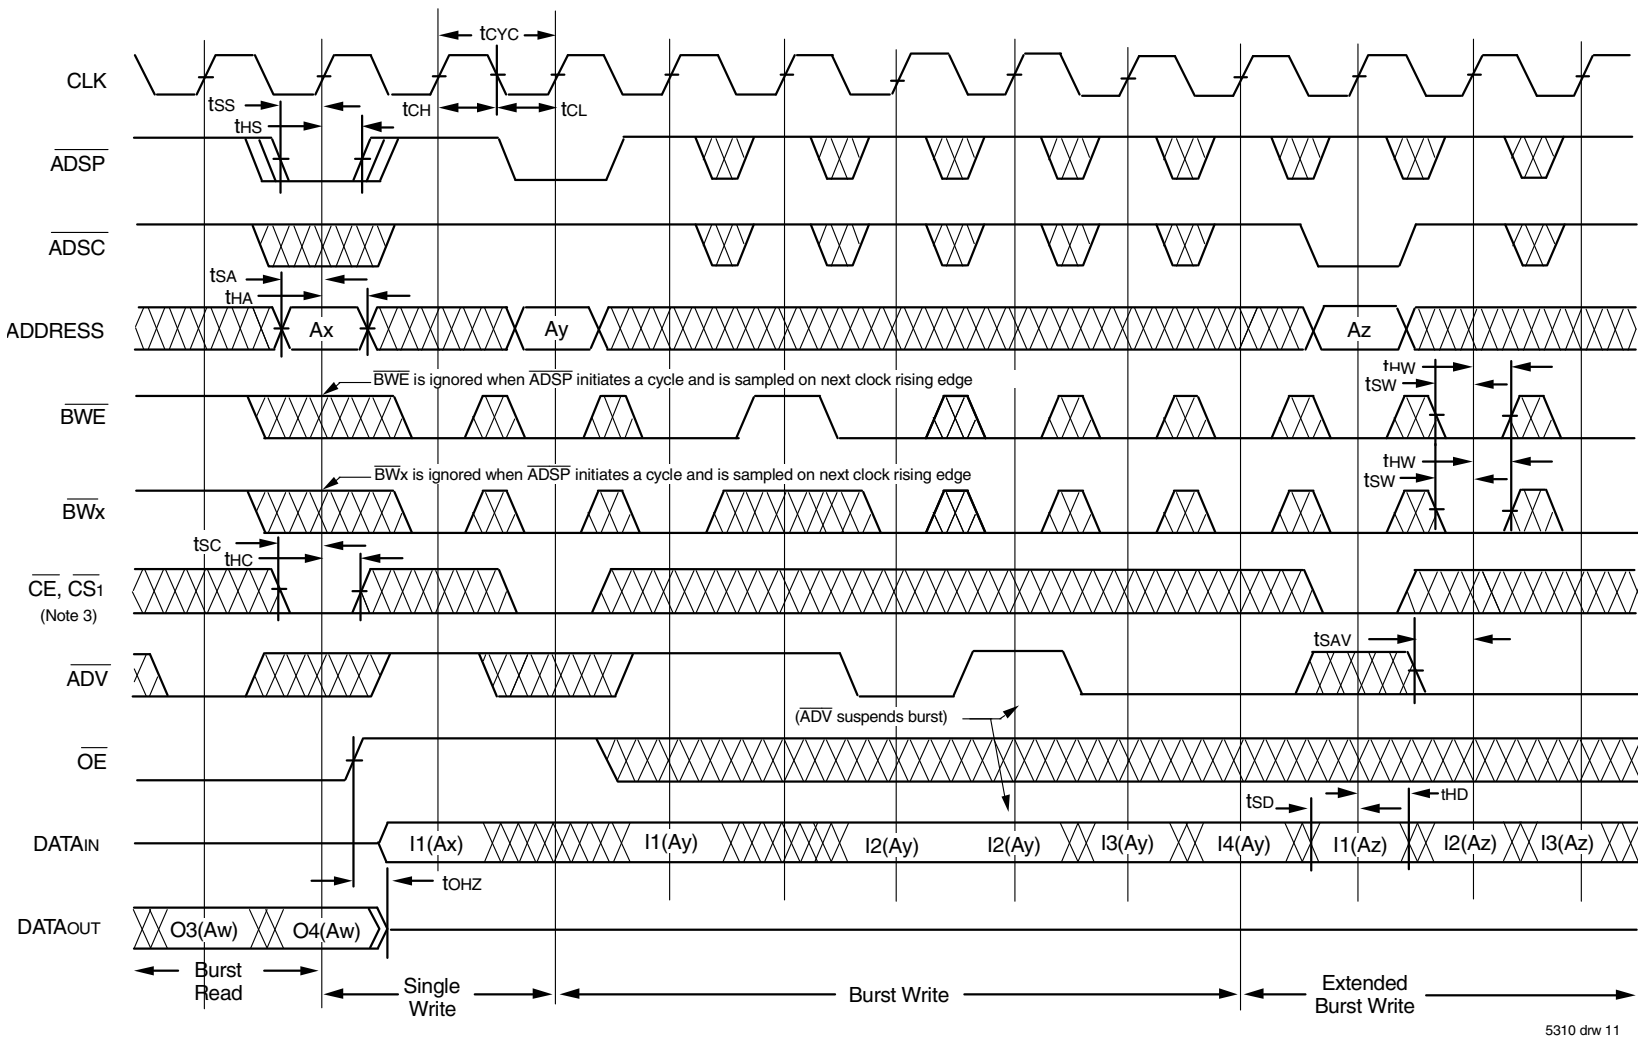 tCYC
CLK
tSS
tCH
tCL
tHS
ADSP
ADSC
tSA
tHA
ADDRESS
Ax
Ay
Az
BWE is ignored when ADSP initiates a cycle and is sampled on next clock rising edge
tHW
tSW
BWE
BWx is ignored when ADSP initiates a cycle and is sampled on next clock rising edge
tHW
tSW
BWx
tSC
tHC
CE, CS1
(Note 3)
tSAV
ADV
(ADV suspends burst)
OE
tSD
tHD
DATAIN
I1(Ax)
I1(Ay)
I2(Ay)
I2(Ay)
I3(Ay)
I4(Ay)
I1(Az)
I2(Az)
I3(Az)
tOHZ
DATAOUT
O3(Aw)
O4(Aw)
Burst
Read
Single
Write
Burst Write
Extended
Burst Write
5310 drw 11